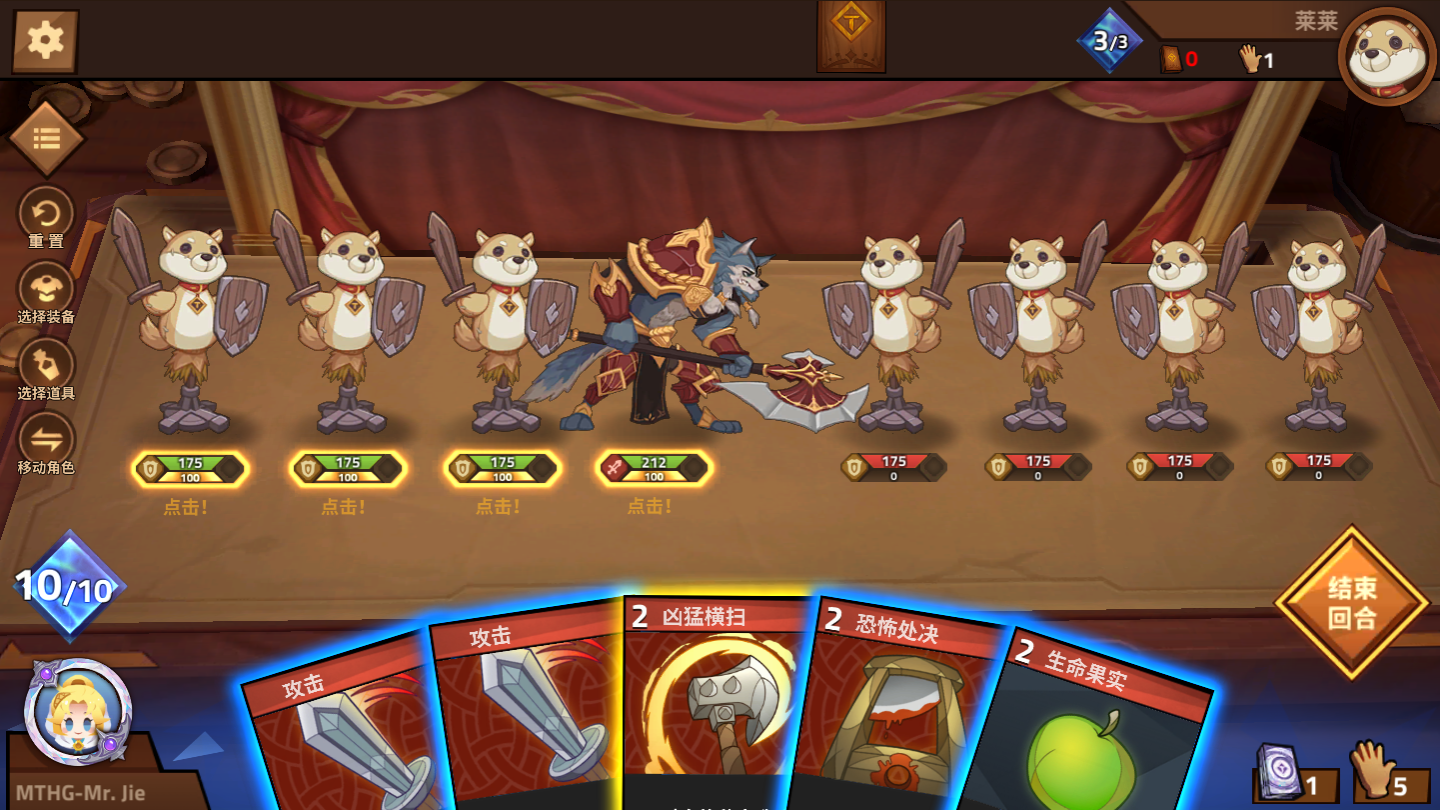 莱莱
3/3
0
1
重置
选择装备
选择道具
移动角色
175
100
175
100
175
100
212
100
175
0
175
0
175
0
175
0
点击!
点击!
点击!
点击!
10/10
结束
回合
攻击
攻击
2 凶猛横扫
2 恐怖处决
2 生命果实
MTHG-Mr. Jie
1
5